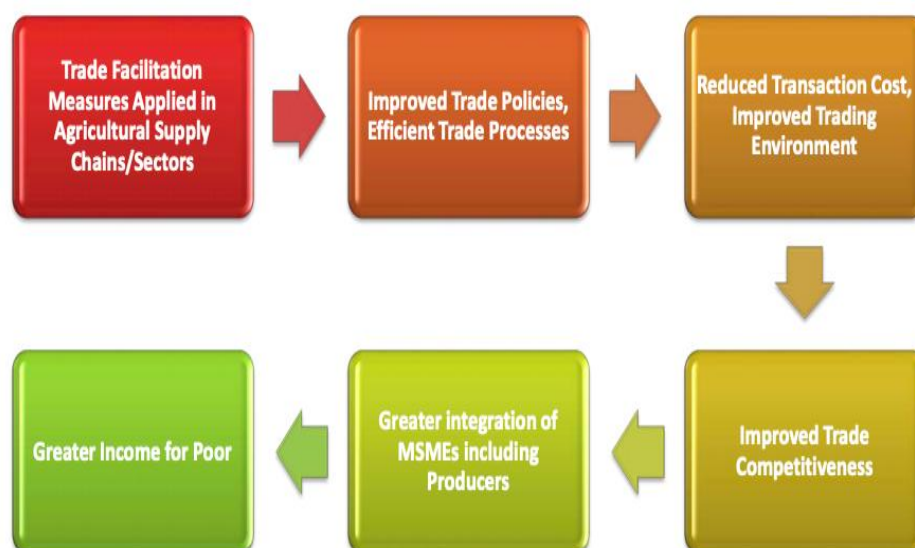 Trade Facilitation
Measures Applied in
Agricultural Supply
Chains/Sectors
Improved Trade Policies,
Efficient Trade Processes
Reduced Transaction Cost,
Improved Trading
Environment
Improved Trade
Competitiveness
Greater integration of
MSMEs including
Producers
Greater Income for Poor